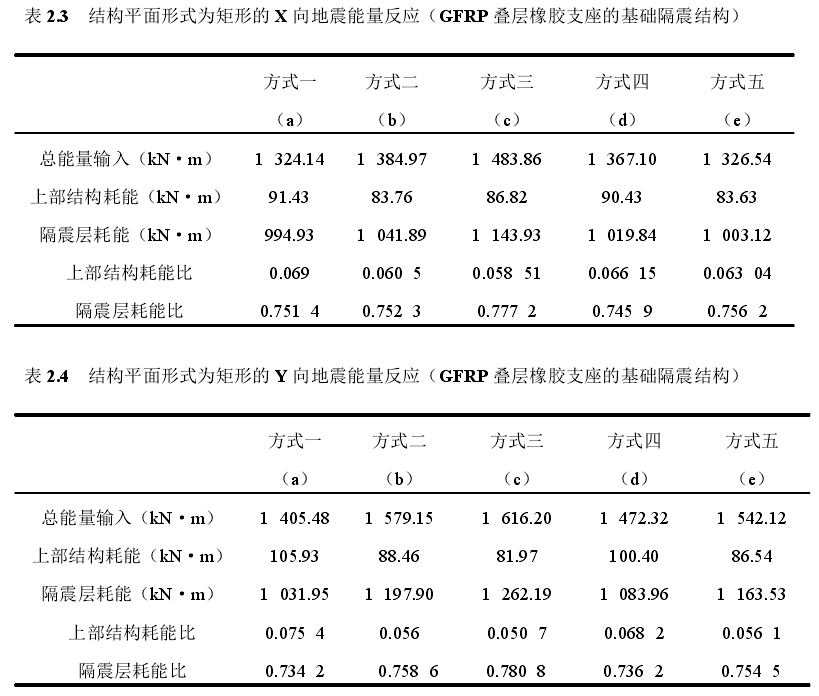 表 2.3 结构平面形式为矩形的 X 向地震能量反应（GFRP 叠层橡胶支座的基础隔震结构）
方式一 方式二 方式三 方式四 方式五
（a） （b） （c） （d） （e）
总能量输入（kN·m） 1 324.14 1 384.97 1 483.86 1 367.10 1 326.54
上部结构耗能（kN·m） 91.43 83.76 86.82 90.43 83.63
隔震层耗能（kN·m） 994.93 1 041.89 1 143.93 1 019.84 1 003.12
上部结构耗能比 0.069 0.060 5 0.058 51 0.066 15 0.063 04
隔震层耗能比 0.751 4 0.752 3 0.777 2 0.745 9 0.756 2
表 2.4 结构平面形式为矩形的 Y 向地震能量反应（GFRP 叠层橡胶支座的基础隔震结构）
方式一 方式二 方式三 方式四 方式五
（a） （b） （c） （d） （e）
总能量输入（kN·m） 1 405.48 1 579.15 1 616.20 1 472.32 1 542.12
上部结构耗能（kN·m） 105.93 88.46 81.97 100.40 86.54
隔震层耗能（kN·m） 1 031.95 1 197.90 1 262.19 1 083.96 1 163.53
上部结构耗能比 0.075 4 0.056 0.050 7 0.068 2 0.056 1
隔震层耗能比 0.734 2 0.758 6 0.780 8 0.736 2 0.754 5